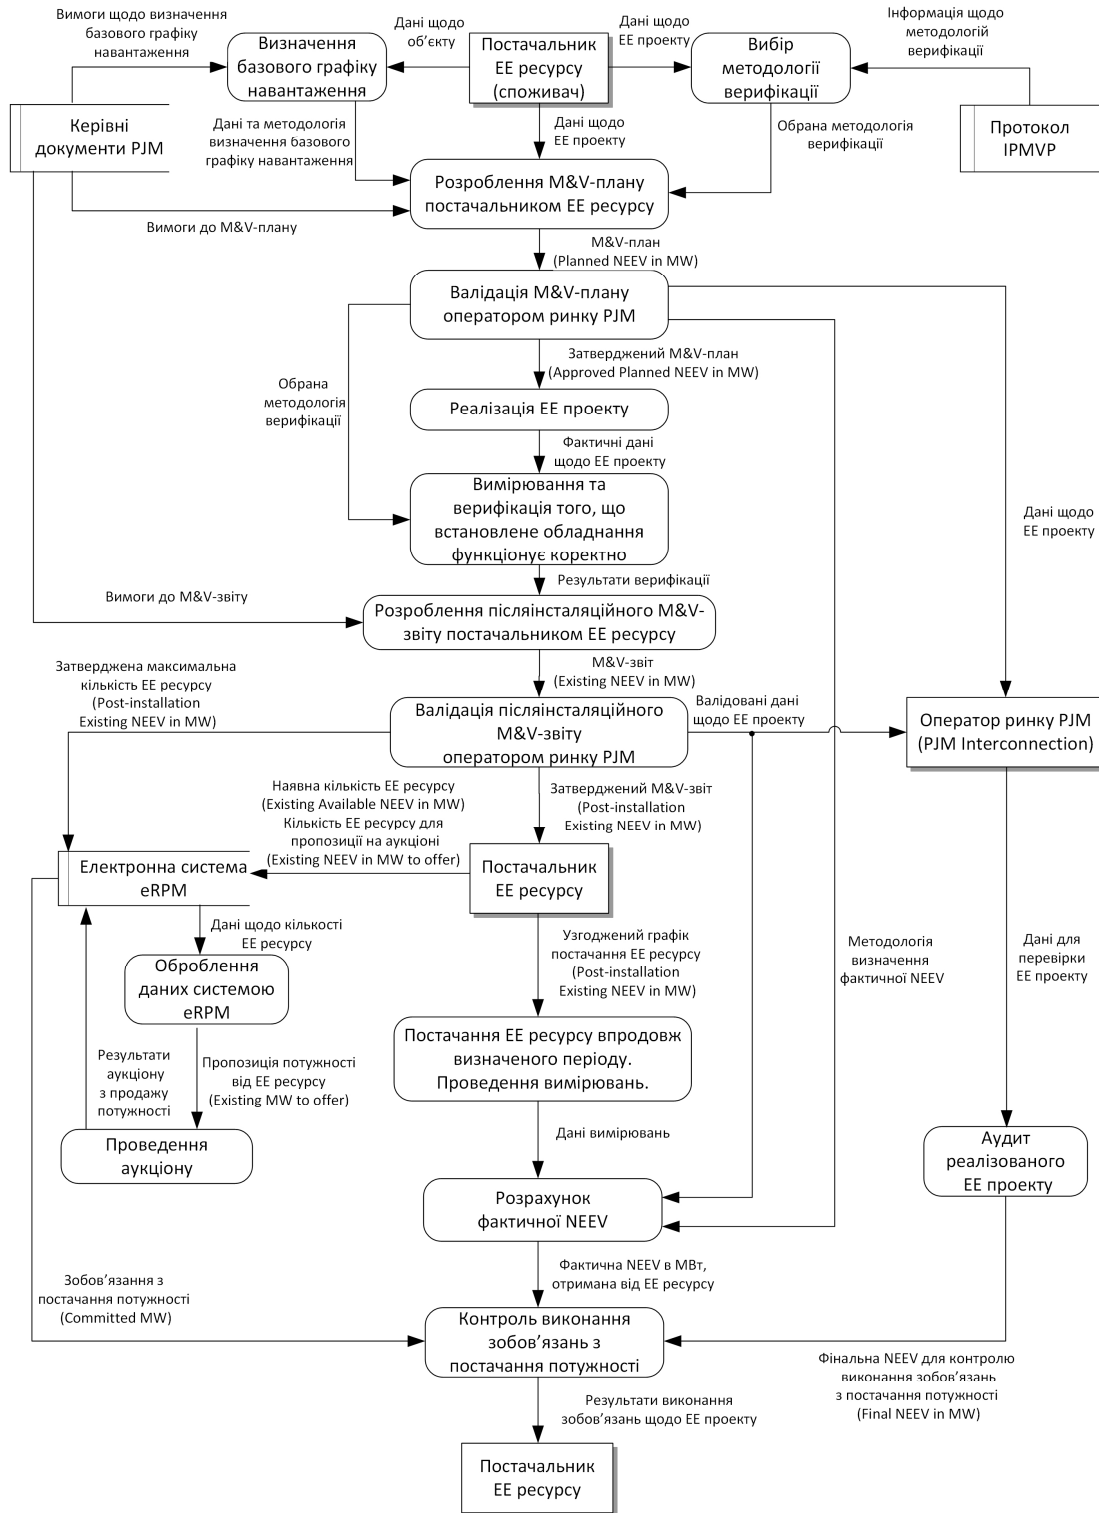 Вимоги щодо визначення
базового графіку
навантаження
Визначення
базового графіку
навантаження
Дані щодо
об’єкту
Постачальник
ЕЕ ресурсу
(споживач)
Дані щодо
ЕЕ проекту
Вибір
методології
верифікації
Інформація щодо
методологій
верифікації
Керівні
документи PJM
Дані та методологія
визначення базового
графіку навантаження
Дані щодо
ЕЕ проекту
Обрана методологія
верифікації
Протокол
IPMVP
Розроблення M&V-плану
постачальником ЕЕ ресурсу
Вимоги до M&V-плану
M&V-план
(Planned NEEV in MW)
Валідація M&V-плану
оператором ринку PJM
Затверджений M&V-план
(Approved Planned NEEV in MW)
Обрана
методологія
верифікації
Реалізація ЕЕ проекту
Фактичні дані
щодо ЕЕ проекту
Вимірювання та
верифікація того, що
встановлене обладнання
функціонує коректно
Дані щодо
ЕЕ проекту
Результати верифікації
Вимоги до M&V-звіту
Розроблення післяінсталяційного M&V-
звіту постачальником ЕЕ ресурсу
Затверджена максимальна
кількість ЕЕ ресурсу
(Post-installation
Existing NEEV in MW)
M&V-звіт
(Existing NEEV in MW)
Валідація післяінсталяційного
M&V-звіту
оператором ринку PJM
Валідовані дані
щодо ЕЕ проекту
Оператор ринку PJM
(PJM Interconnection)
Наявна кількість ЕЕ ресурсу
(Existing Available NEEV in MW)
Кількість ЕЕ ресурсу для
пропозиції на аукціоні
(Existing NEEV in MW to offer)
Затверджений M&V-звіт
(Post-installation
Existing NEEV in MW)
Електронна система
eRPM
Постачальник
ЕЕ ресурсу
Дані щодо кількості
ЕЕ ресурсу
Узгоджений графік
постачання ЕЕ ресурсу
(Post-installation
Existing NEEV in MW)
Методологія
визначення
фактичної NEEV
Дані для
перевірки
ЕЕ проекту
Оброблення
даних системою
eRPM
Постачання ЕЕ ресурсу впродовж
визначеного періоду.
Проведення вимірювань.
Результати
аукціону
з продажу
потужності
Пропозиція потужності
від ЕЕ ресурсу
(Existing MW to offer)
Проведення
аукціону
Дані вимірювань
Аудит
реалізованого
ЕЕ проекту
Розрахунок
фактичної NEEV
Зобов’язання з
постачання потужності
(Committed MW)
Фактична NEEV в МВт,
отримана від ЕЕ ресурсу
Контроль виконання
зобов’язань з
постачання потужності
Фінальна NEEV для контролю
виконання зобов’язань
з постачання потужності
(Final NEEV in MW)
Результати виконання
зобов’язань щодо ЕЕ проекту
Постачальник
ЕЕ ресурсу